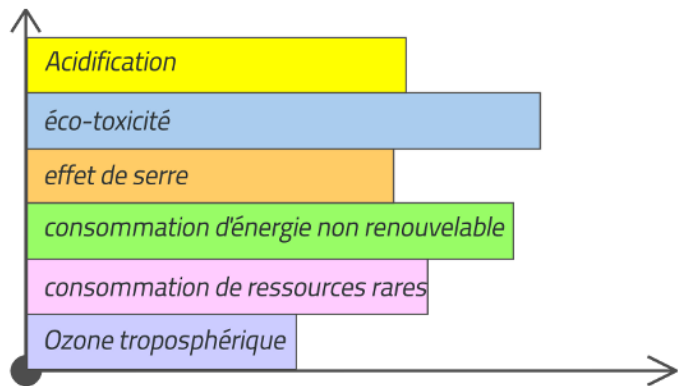 Acidification
éco-toxicité
effet de serre
consommation d'énergie non renouvelable
consommation de ressources rares
Ozone troposphérique